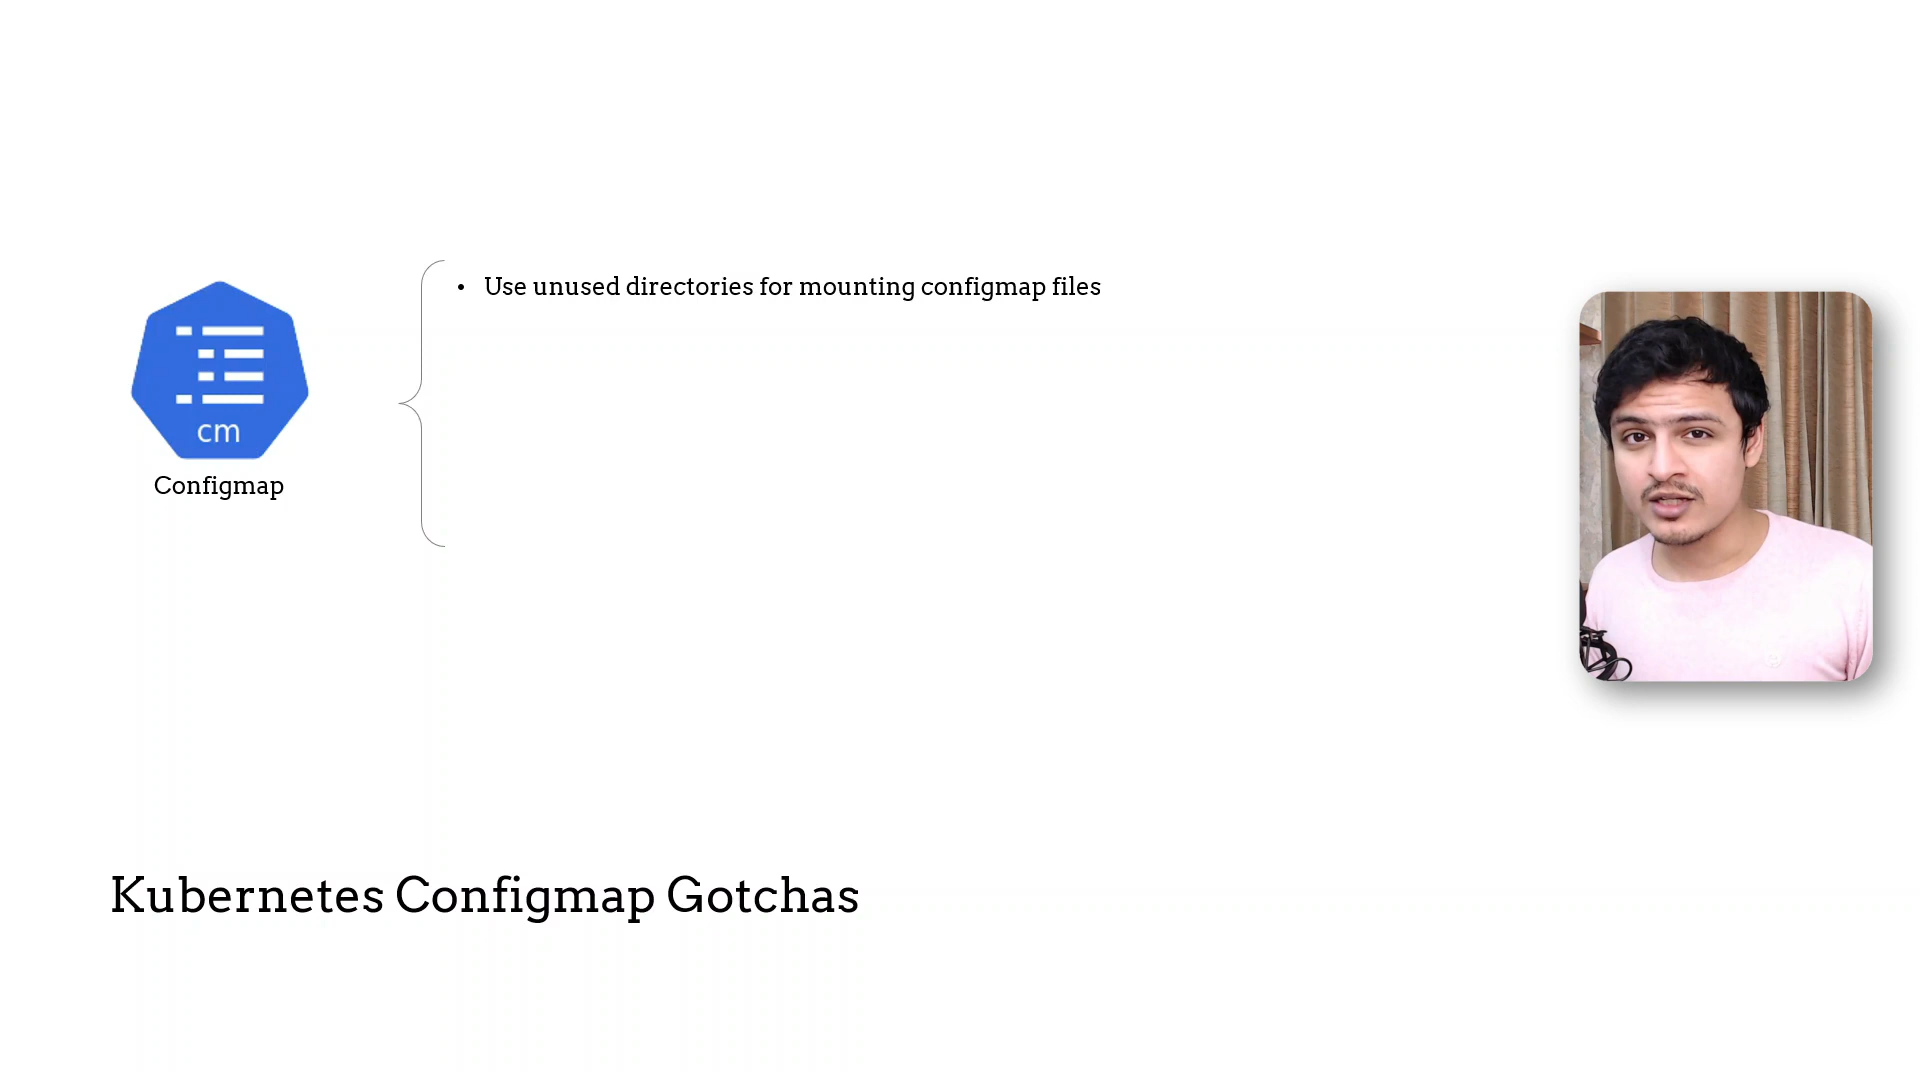 • Use unused directories for mounting configmap files
cm
Configmap
Kubernetes Configmap Gotchas